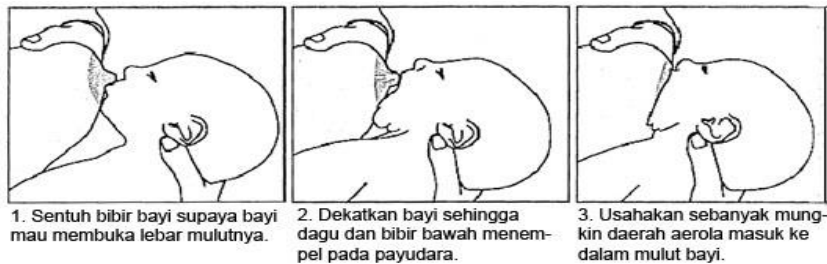 1. Sentuh bibir bayi supaya bayi
mau membuka lebar mulutnya.
2. Dekatkan bayi sehingga
dagu dan bibir bawah menem-
pel pada payudara.
3. Usahakan sebanyak mung-
kin daerah aerola masuk ke
dalam mulut bayi.